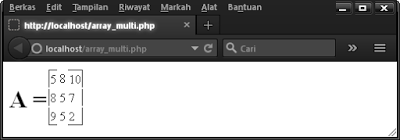 Berkas Edit Tampilan Riwayat Markah Alat Bantuan
http://localhost/array_multi.php
localhost/array_multi.php
Cari
A =
5 8 10
8 5 7
9 5 2